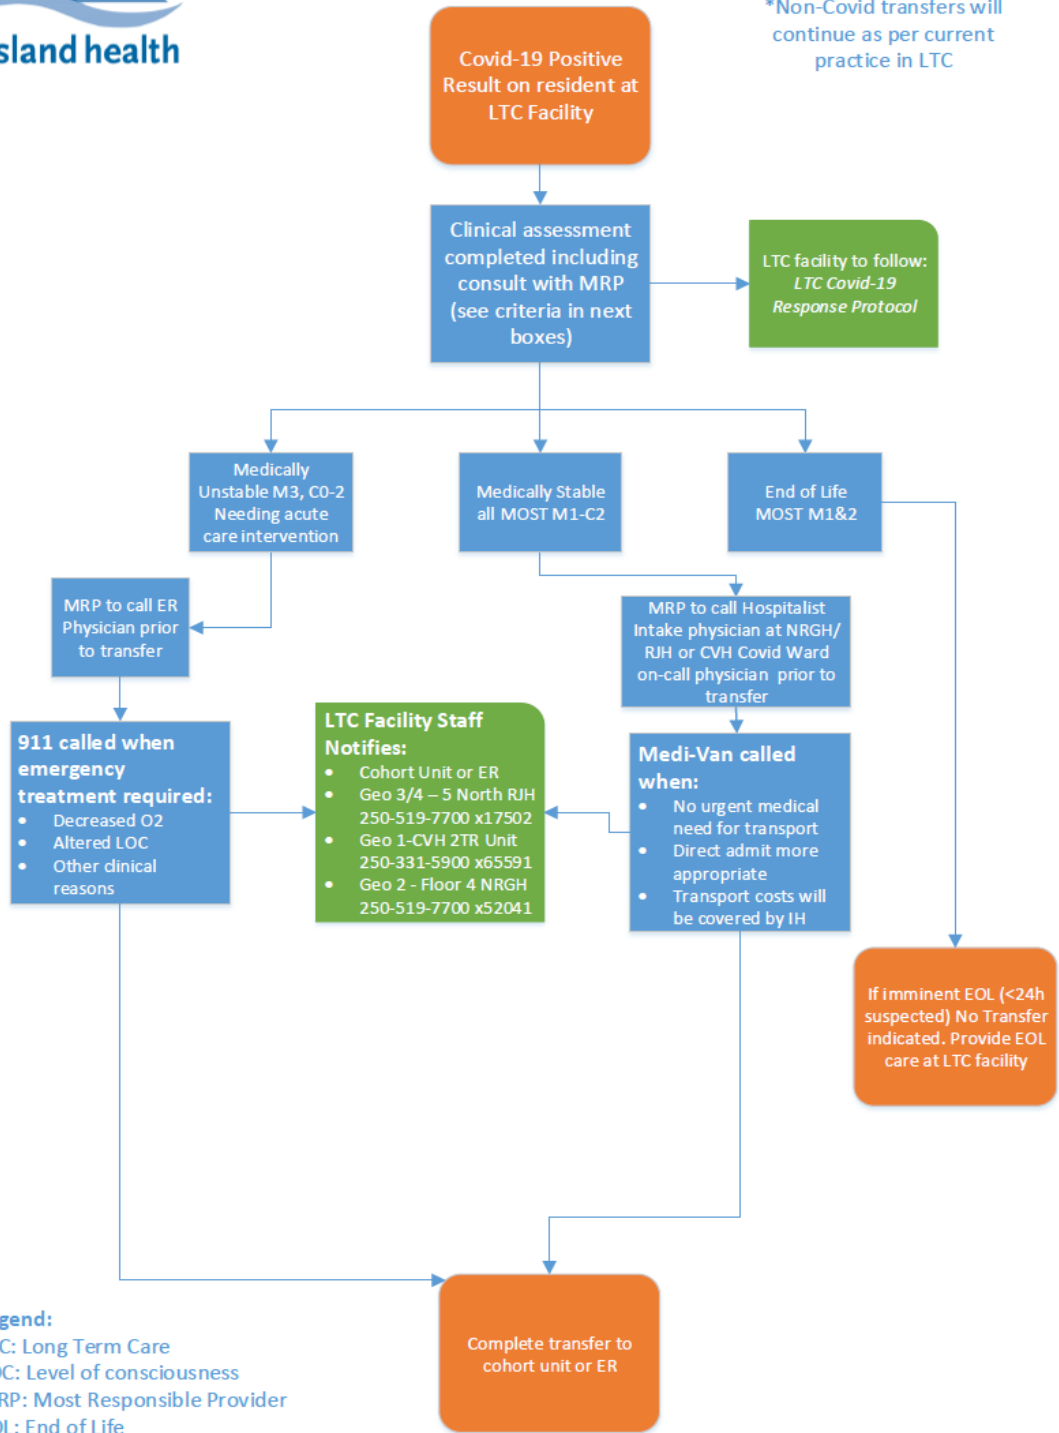 sland health
*Non-Covid transfers will
continue as per current
practice in LTC
Covid-19 Positive
Result on resident at
LTC Facility
Clinical assessment
completed including
consult with MRP
(see criteria in next
boxes)
LTC facility to follow:
LTC Covid-19
Response Protocol
Medically
Unstable M3, C0-2
Needing acute
care intervention
Medically Stable
all MOST M1-C2
End of Life
MOST M1&2
MRP to call ER
Physician prior
to transfer
MRP to call Hospitalist
Intake physician at NRGH/
RJH or CVH Covid Ward
on-call physician prior to
transfer
911 called when
emergency
treatment required:
• Decreased O2
• Altered LOC
• Other clinical
reasons
LTC Facility Staff
Notifies:
• Cohort Unit or ER
• Geo 3/4 – 5 North RJH
250-519-7700 x17502
• Geo 1-CVH 2TR Unit
250-331-5900 x65591
• Geo 2 - Floor 4 NRGH
250-519-7700 x52041
Medi-Van called
when:
• No urgent medical
need for transport
• Direct admit more
appropriate
• Transport costs will
be covered by IH
If imminent EOL (<24h
suspected) No Transfer
indicated. Provide EOL
care at LTC facility
Complete transfer to
cohort unit or ER
gend:
C: Long Term Care
OC: Level of consciousness
RP: Most Responsible Provider
OL: End of Life